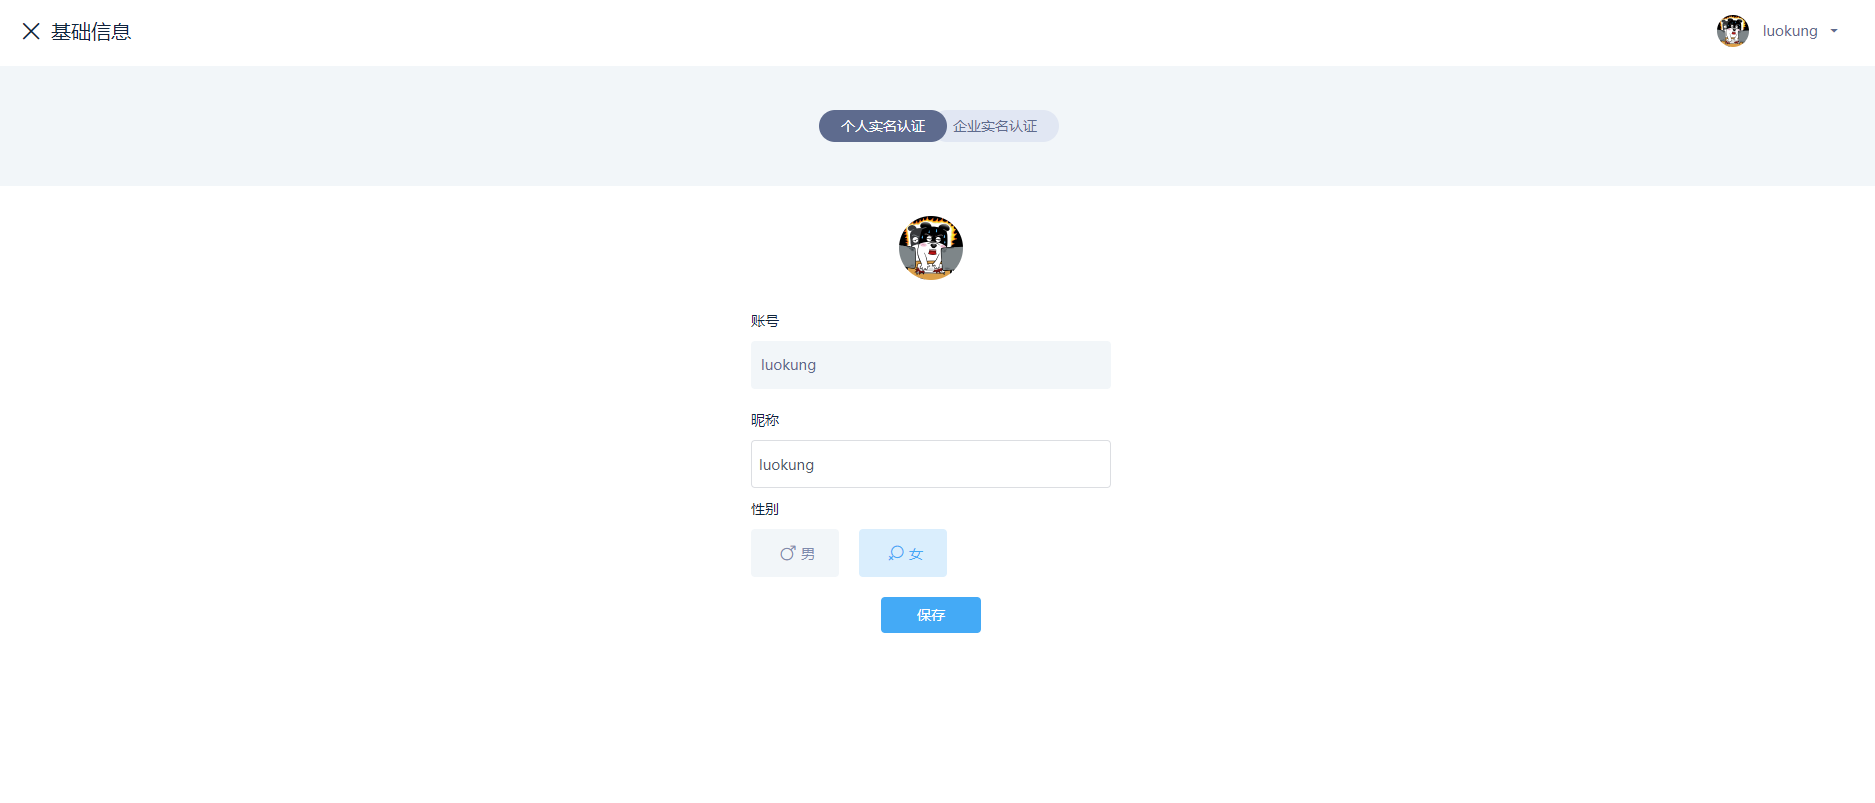 基础信息
luokung
个人实名认证 企业实名认证
账号
luokung
昵称
luokung
性别
男 女
保存